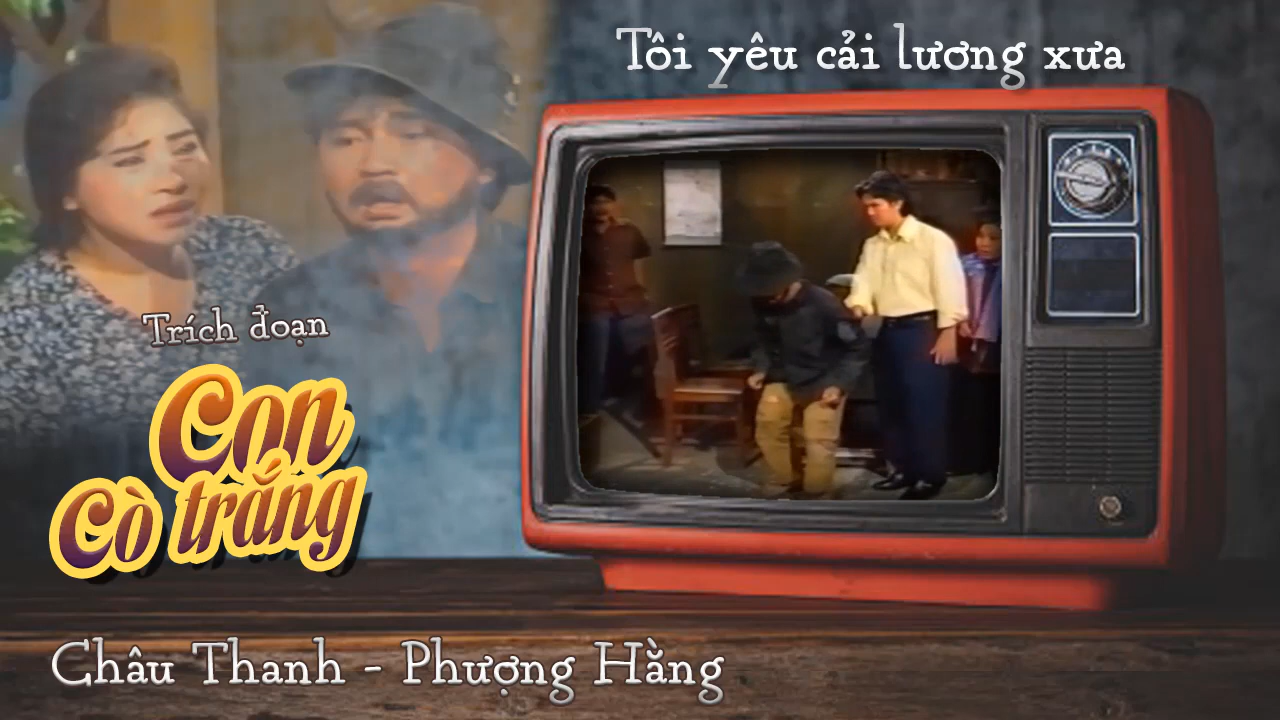 Tôi yêu cải lương xưa
Trích đoạn
Con
Cò trắng
Châu Thanh - Phượng Hằng